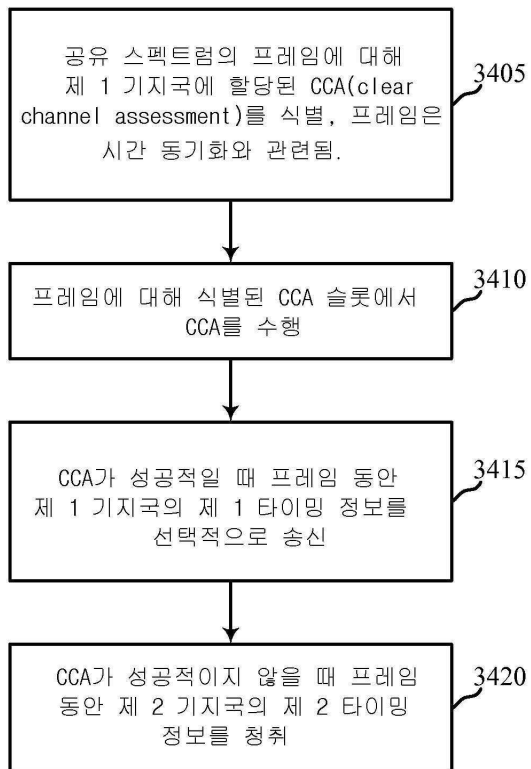 공유 스펙트럼의 프레임에 대해
제 1 기지국에 할당된 CCA(clear
channel assessment)를 식별, 프레임은
시간 동기화와 관련됨.
3405
프레임에 대해 식별된 CCA 슬롯에서
CCA를 수행
3410
CCA가 성공적일 때 프레임 동안
제 1 기지국의 제 1 타이밍 정보를
선택적으로 송신
3415
CCA가 성공적이지 않을 때 프레임
동안 제 2 기지국의 제 2 타이밍
정보를 청취
3420